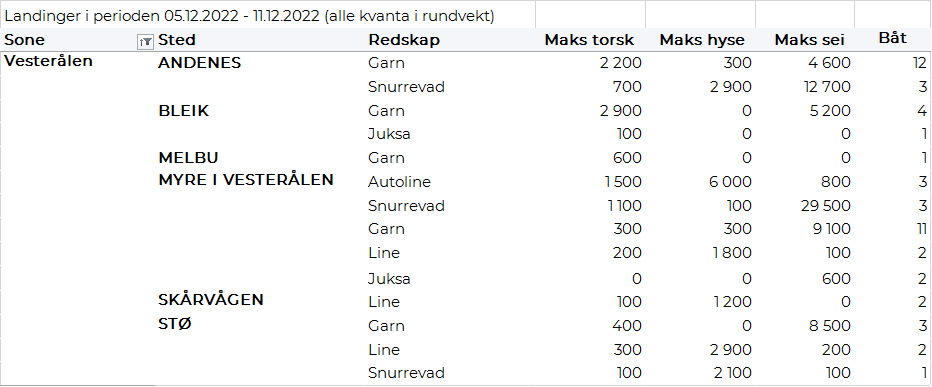 Landinger i perioden 05.12.2022 - 11.12.2022 (alle kvanta i rundvekt)
Sone Sted Redskap Maks torsk Maks hyse Maks sei Båt
Vesterålen ANDENES Garn 2 200 300 4 600 12
Snurrevad 700 2 900 12 700 3
BLEIK Garn 2 900 0 5 200 4
Juksa 100 0 0 1
MELBU Garn 600 0 0 1
MYRE I VESTERÅLEN Autoline 1 500 6 000 800 3
Snurrevad 1 100 100 29 500 3
Garn 300 300 9 100 11
Line 200 1 800 100 2
Juksa 0 0 600 2
SKÅRVÅGEN Line 100 1 200 0 2
STØ Garn 400 0 8 500 3
Line 300 2 900 200 2
Snurrevad 100 2 100 100 1